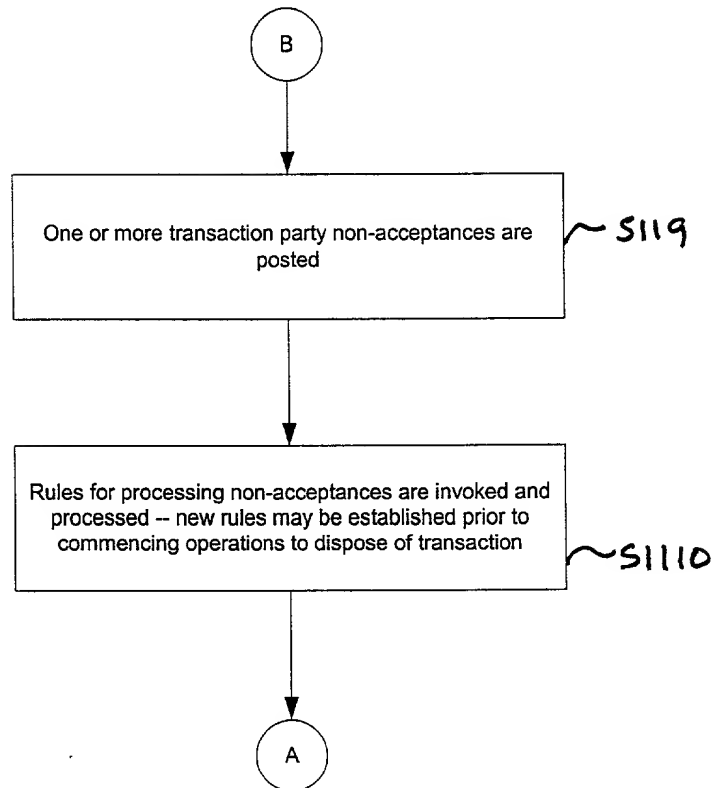 B
One or more transaction party non-acceptances are
posted
S119
Rules for processing non-acceptances are invoked and
processed -- new rules may be established prior to
commencing operations to dispose of transaction
S1110
A